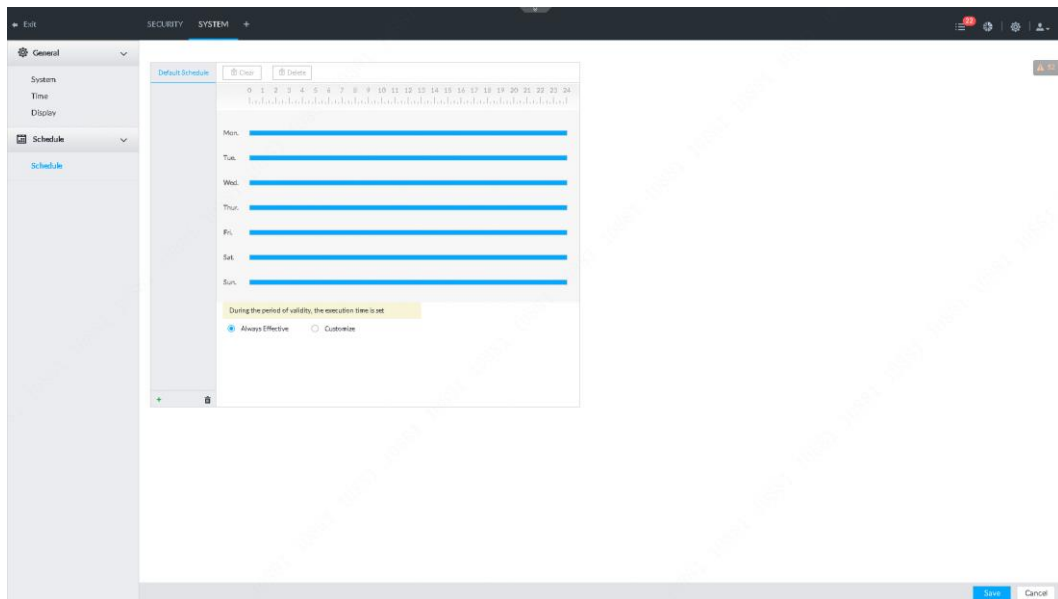 Exit
SECURITY SYSTEM +
22
General
System
Time
Display
Schedule
Schedule
Default Schedule
Clear Delete
0 1 2 3 4 5 6 7 8 9 10 11 12 13 14 15 16 17 18 19 20 21 22 23 24
Mon.
Tue.
Wed.
Thur.
Fri.
Sat.
Sun.
During the period of validity, the execution time is set
Always Effective Customize
+
Save Cancel